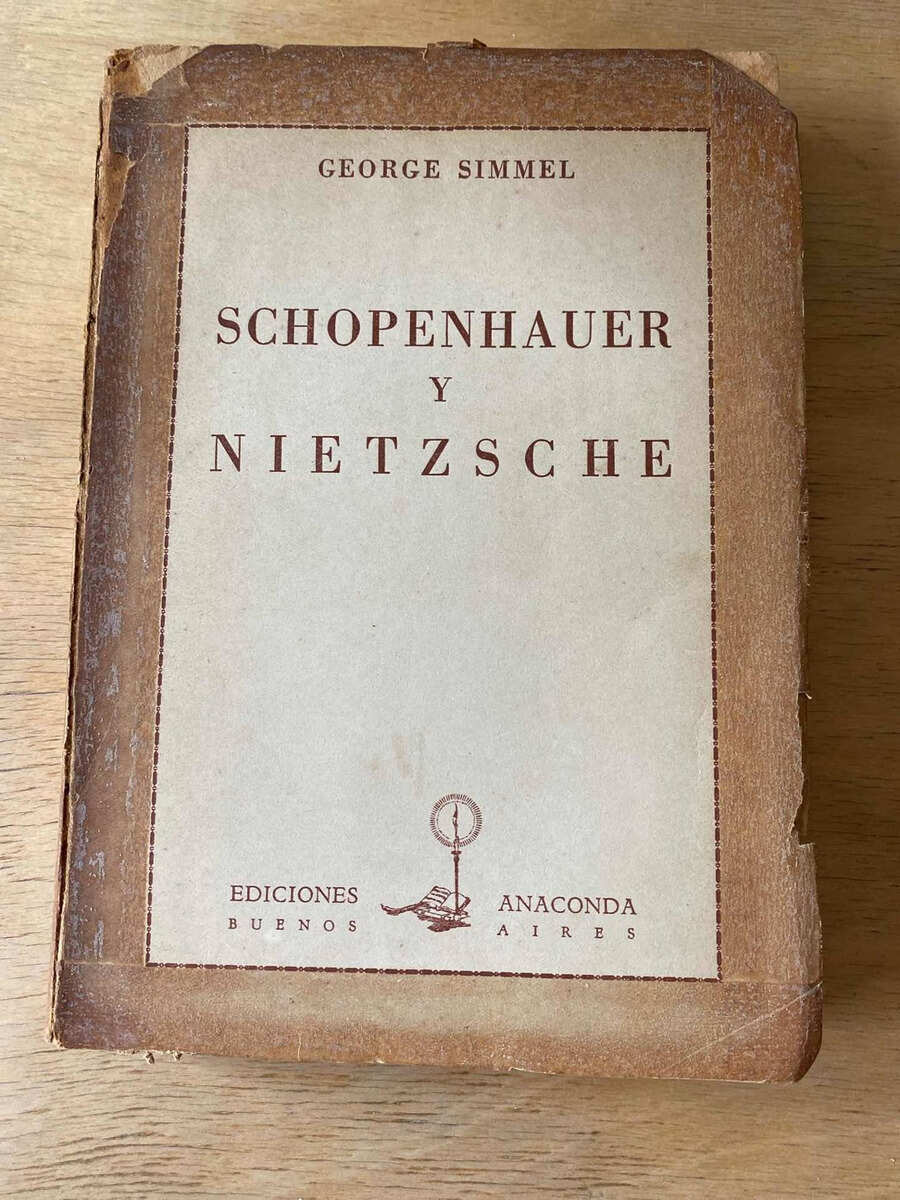 GEORGE SIMMEL
SCHOPENHAUER
Y
NIETZSCHE
EDICIONES ANACONDA
BUENOS AIRES